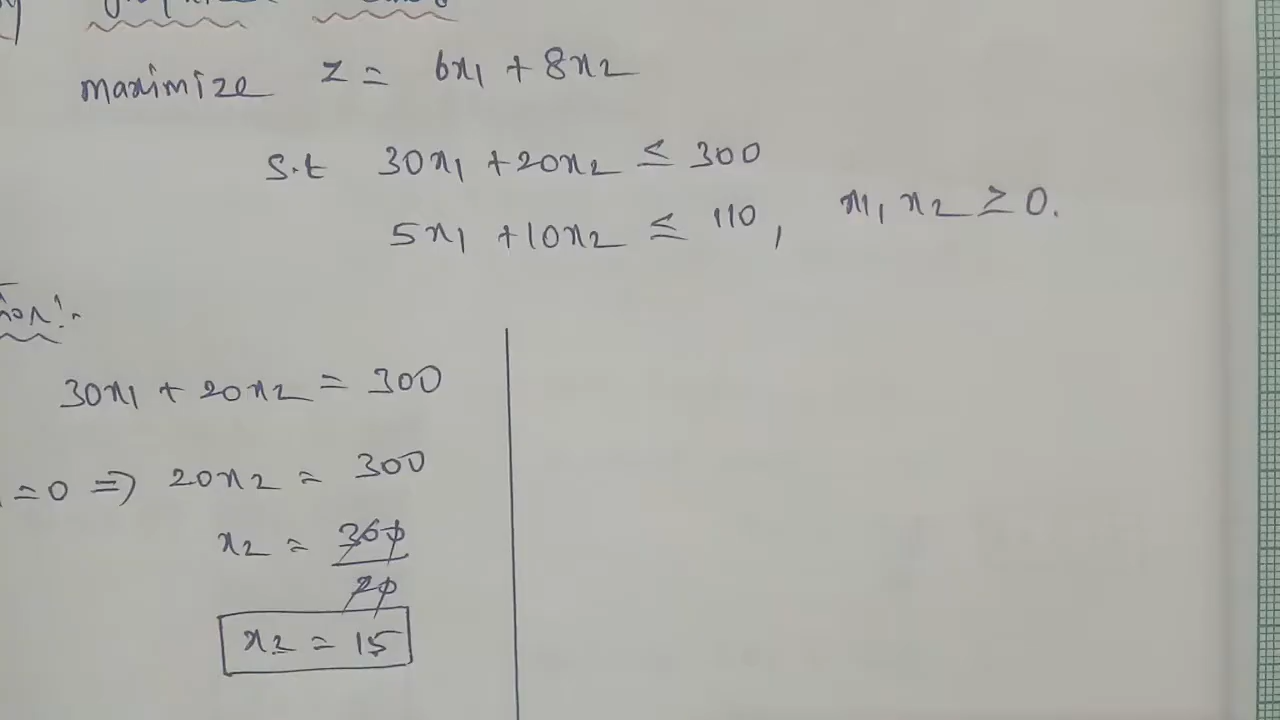 maximize z = 6x1 + 8x2
S.t 30x1 + 20x2 ≤ 300
5x1 + 10x2 ≤ 110, x1, x2 ≥ 0.
30x1 + 20x2 = 300
= 0 ⇒ 20x2 = 300
x2 = 300/20
x2 = 15